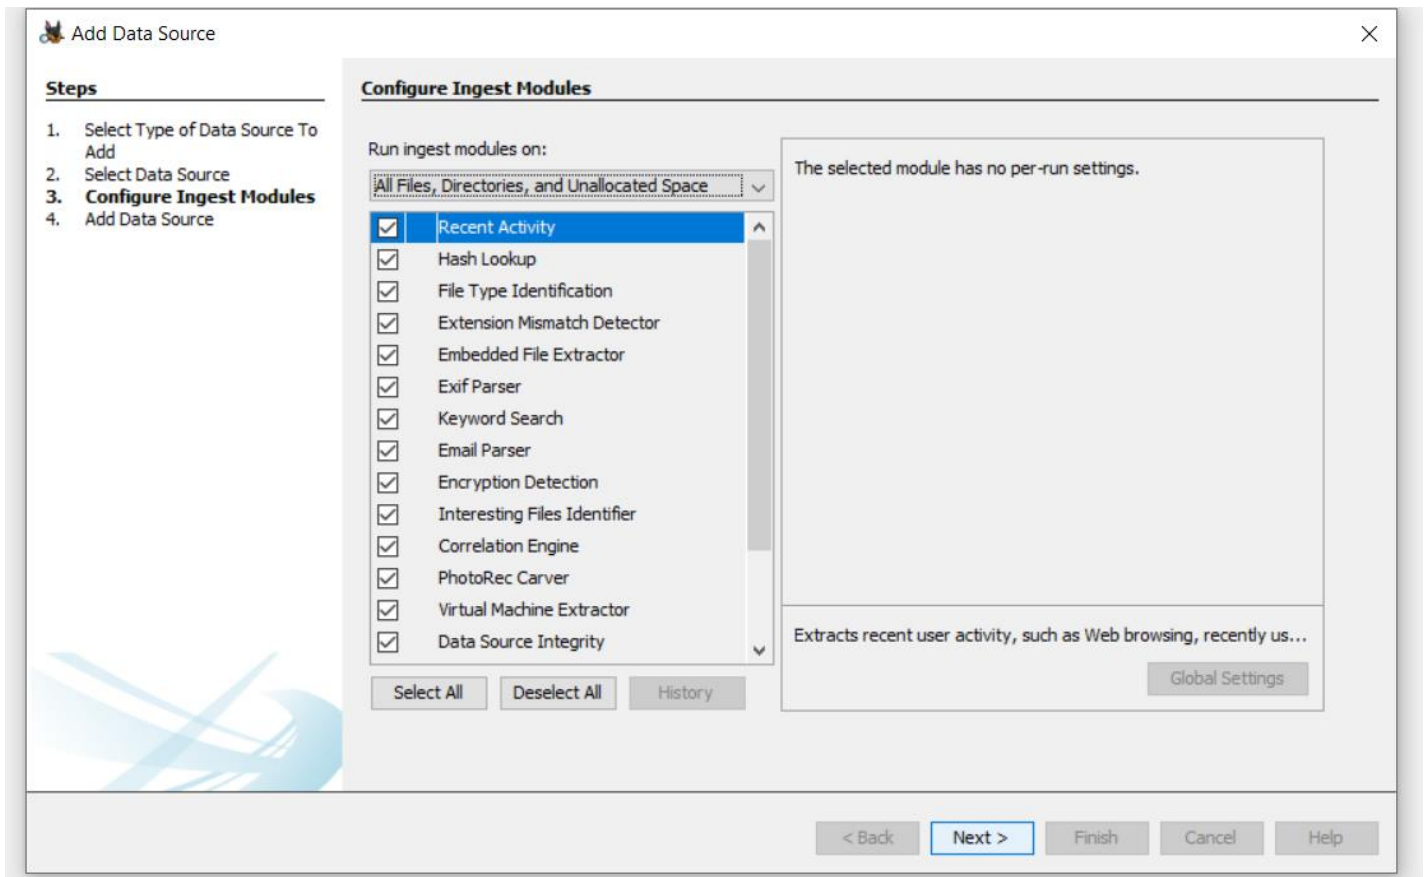 Add Data Source
Steps
1. Select Type of Data Source To
Add
2. Select Data Source
3. Configure Ingest Modules
4. Add Data Source
Configure Ingest Modules
Run ingest modules on:
All Files, Directories, and Unallocated Space
Recent Activity
Hash Lookup
File Type Identification
Extension Mismatch Detector
Embedded File Extractor
Exif Parser
Keyword Search
Email Parser
Encryption Detection
Interesting Files Identifier
Correlation Engine
PhotoRec Carver
Virtual Machine Extractor
Data Source Integrity
Select All Deselect All History
The selected module has no per-run settings.
Extracts recent user activity, such as Web browsing, recently us...
Global Settings
< Back Next > Finish Cancel Help